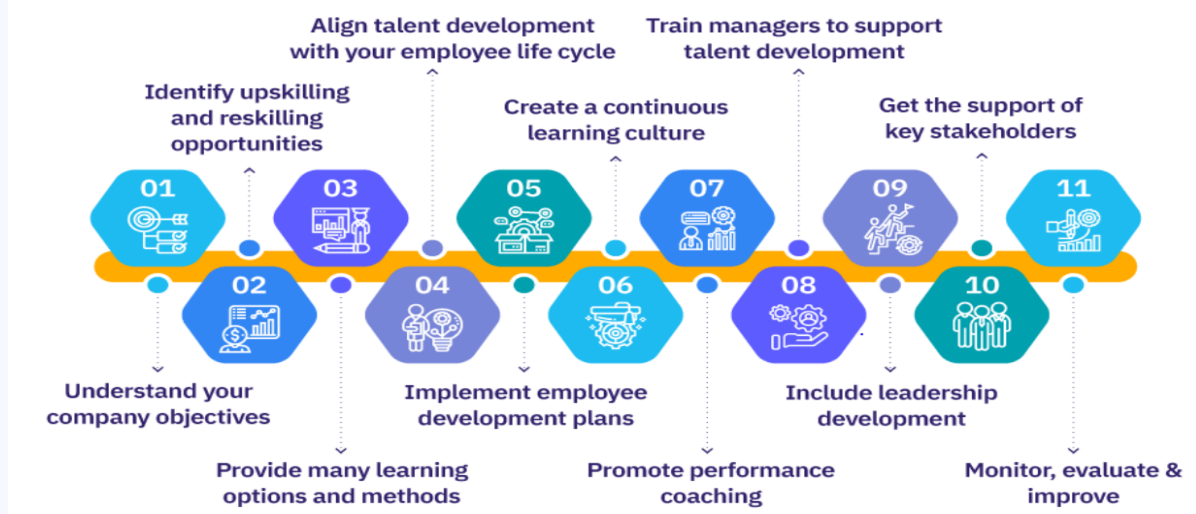 01
Understand your
company objectives
02
Identify upskilling
and reskilling
opportunities
03
Provide many learning
options and methods
04
Align talent development
with your employee life cycle
05
Implement employee
development plans
06
Create a continuous
learning culture
07
Promote performance
coaching
08
Train managers to support
talent development
09
Include leadership
development
10
Get the support of
key stakeholders
11
Monitor, evaluate &
improve